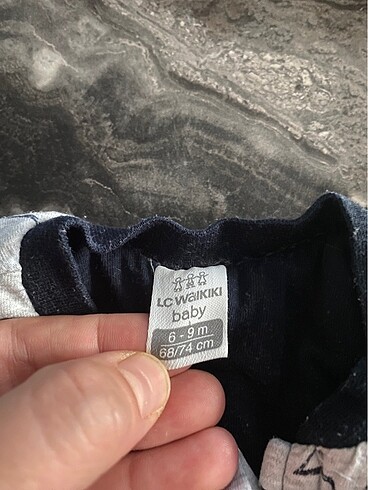 LC WAIKIKI
baby
6 - 9 m
68/74 cm